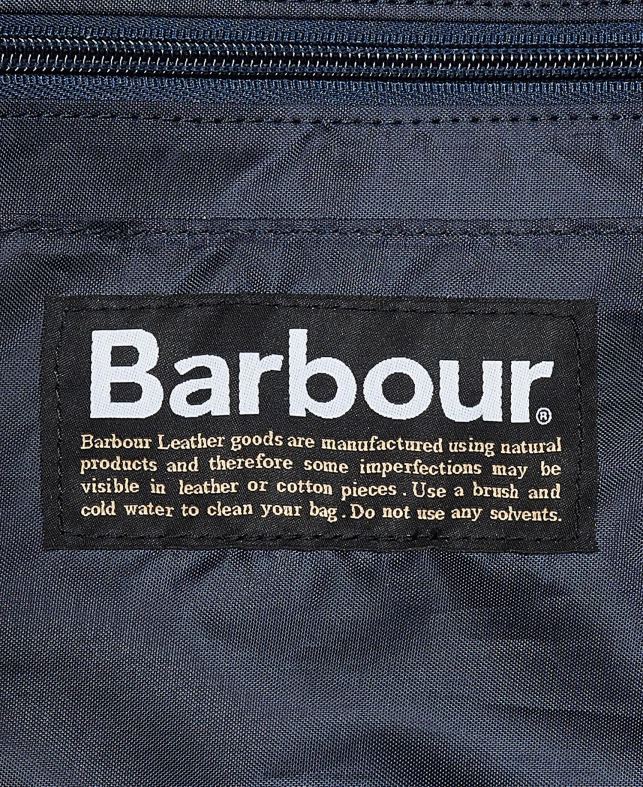 Barbour®
Barbour Leather goods are manufactured using natural
products and therefore some imperfections may be
visible in leather or cotton pieces . Use a brush and
cold water to clean your bag . Do not use any solvents.